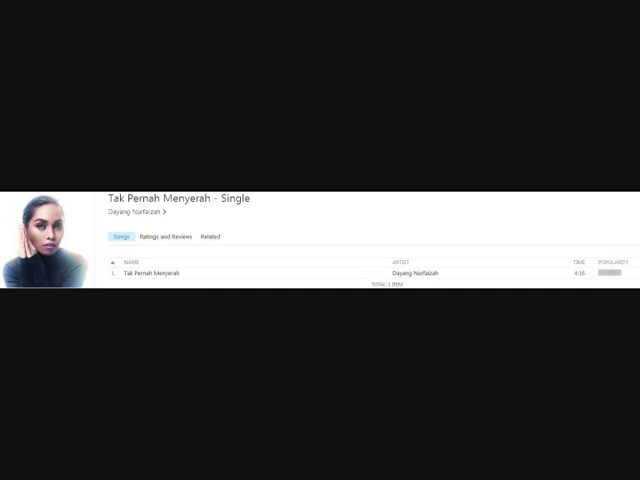 Tak Pernah Menyerah - Single
Dayang Nurfaizah >
Songs Ratings and Reviews Related
NAME ARTIST TIME POPULARITY
1. Tak Pernah Menyerah Dayang Nurfaizah 4:16
TOTAL: 1 ITEM